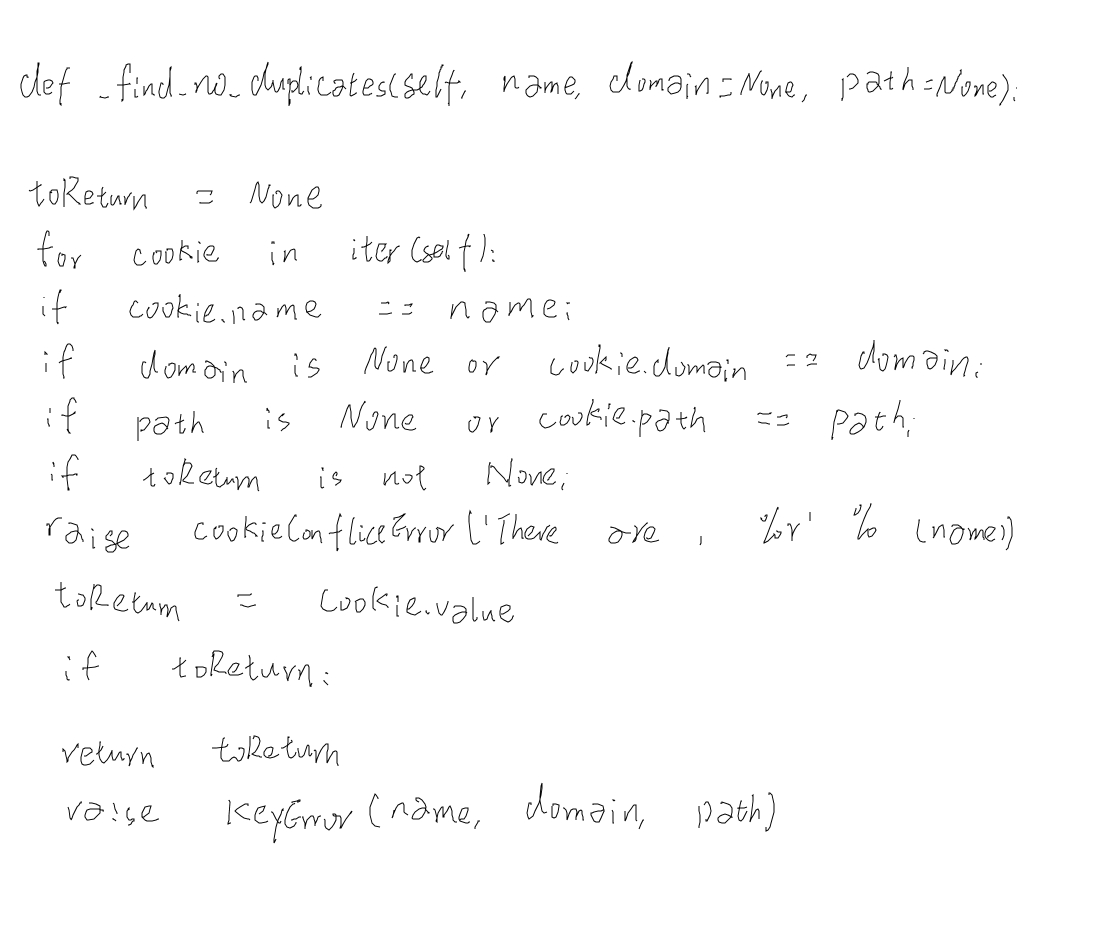 def _find_no_duplicates(self, name, domain=None, path=None):
toReturn = None
for cookie in iter(self):
if cookie.name == name:
if domain is None or cookie.domain == domain:
if path is None or cookie.path == path:
if toReturn is not None:
raise cookieConflictError('There are , %r' % (name))
toReturn = cookie.value
if toReturn:
return toReturn
raise KeyError(name, domain, path)